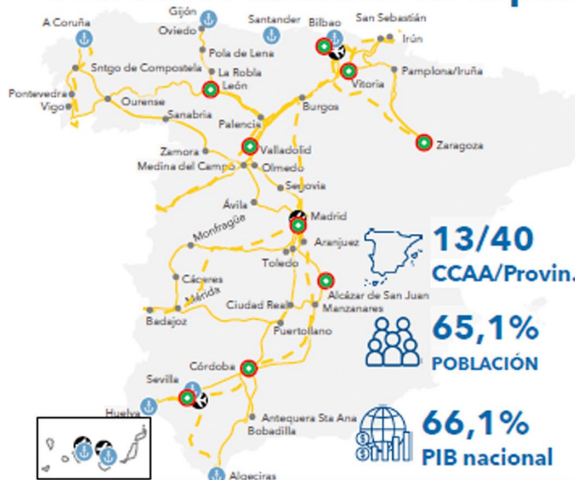 Gijón
A Coruña
Oviedo
Santander
Bilbao
San Sebastián
Irún
Pola de Lena
Sntgo de Compostela
La Robla
León
Vitoria
Pamplona/Iruña
Pontevedra
Vigo
Ourense
Sanabria
Burgos
Palencia
Zaragoza
Zamora
Valladolid
Medina del Campo
Olmedo
Segovia
Ávila
Madrid
Monfragüe
Aranjuez
Toledo
13/40
CCAA/Provin.
Cáceres
Mérida
Alcázar de San Juan
Ciudad Real
Manzanares
Badajoz
Puertollano
65,1%
POBLACIÓN
Córdoba
Sevilla
Huelva
Antequera Sta Ana
Bobadilla
66,1%
PIB nacional
Algeciras